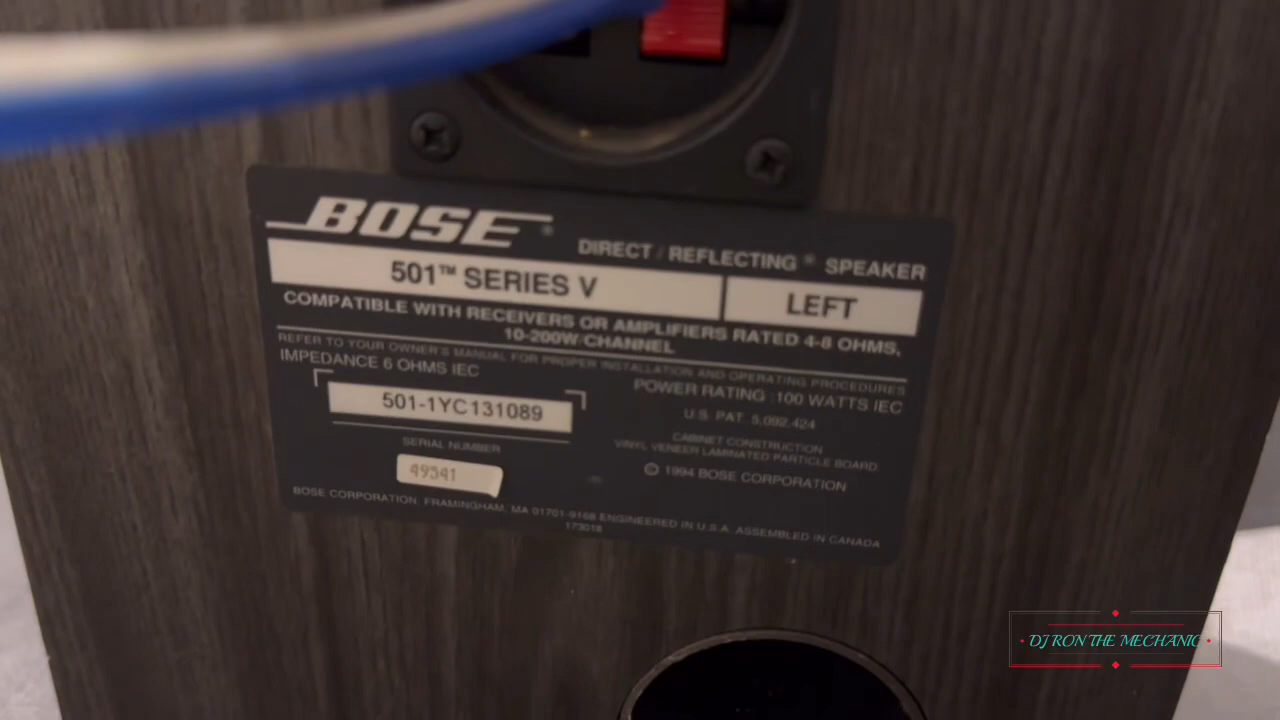 BOSE®
DIRECT / REFLECTING® SPEAKER
501™ SERIES V
LEFT
COMPATIBLE WITH RECEIVERS OR AMPLIFIERS RATED 4-8 OHMS,
10-200W/CHANNEL
REFER TO YOUR OWNER'S MANUAL FOR PROPER INSTALLATION AND OPERATING PROCEDURES
IMPEDANCE 6 OHMS IEC
POWER RATING :100 WATTS IEC
501-1YC131089
U.S. PAT. 5,092,424
SERIAL NUMBER
CABINET CONSTRUCTION
VINYL VENEER LAMINATED PARTICLE BOARD
49541
© 1994 BOSE CORPORATION
BOSE CORPORATION, FRAMINGHAM, MA 01701-9168 ENGINEERED IN U.S.A. ASSEMBLED IN CANADA
173018
DJ RON THE MECHANIC